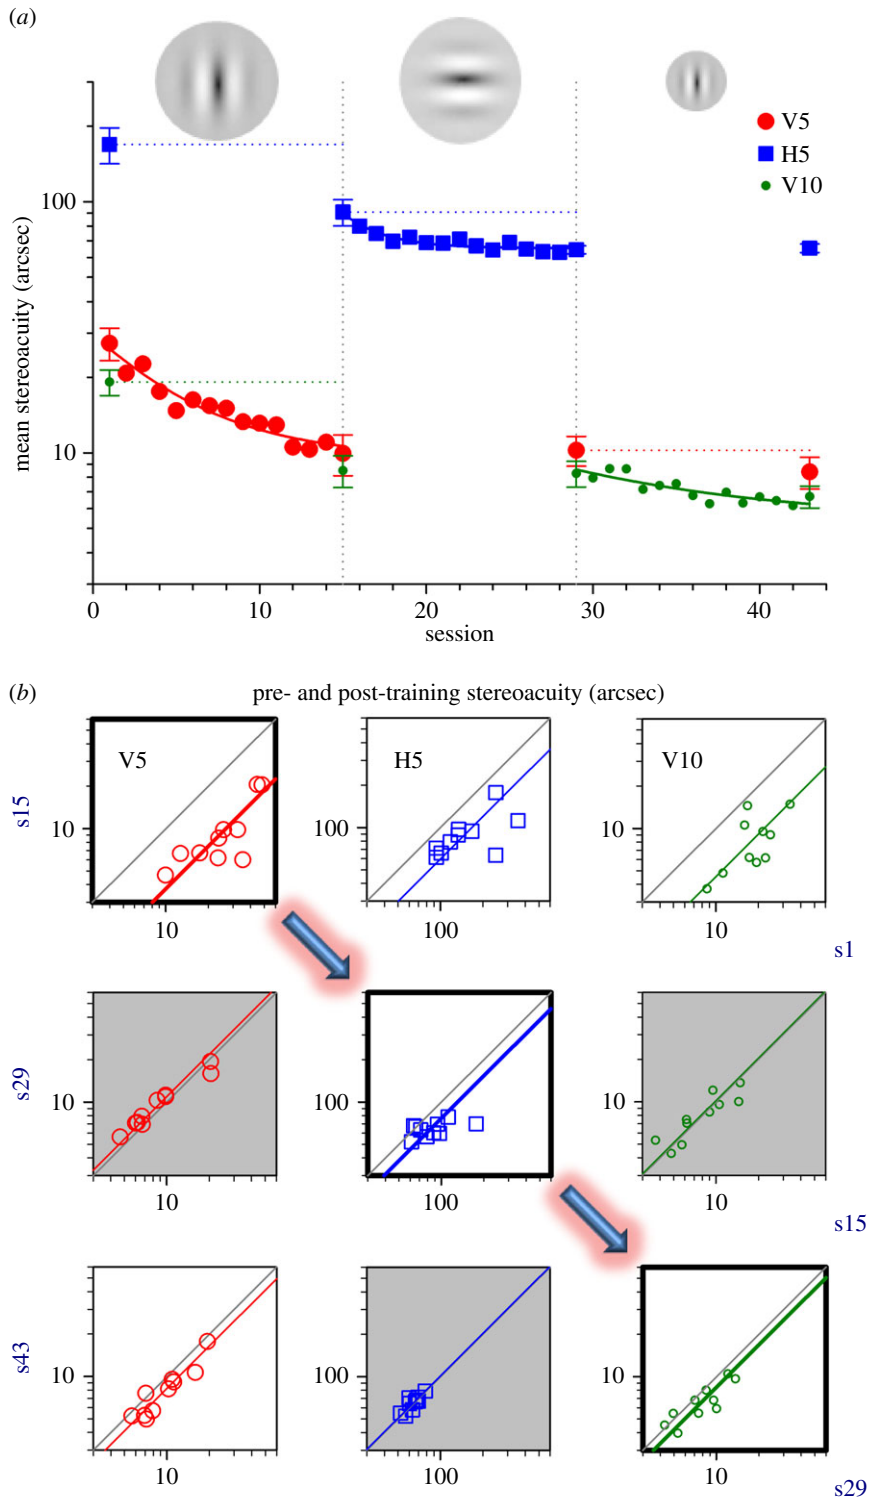 (a)
V5
H5
V10
100
10
mean stereoacuity (arcsec)
0 10 20 30 40
session
(b) pre- and post-training stereoacuity (arcsec)
V5 H5 V10
s15
10 100 10
10 100 10
s1
s29
10 100 10
10 100 10
s15
s43
10 100 10
10 100 10
s29